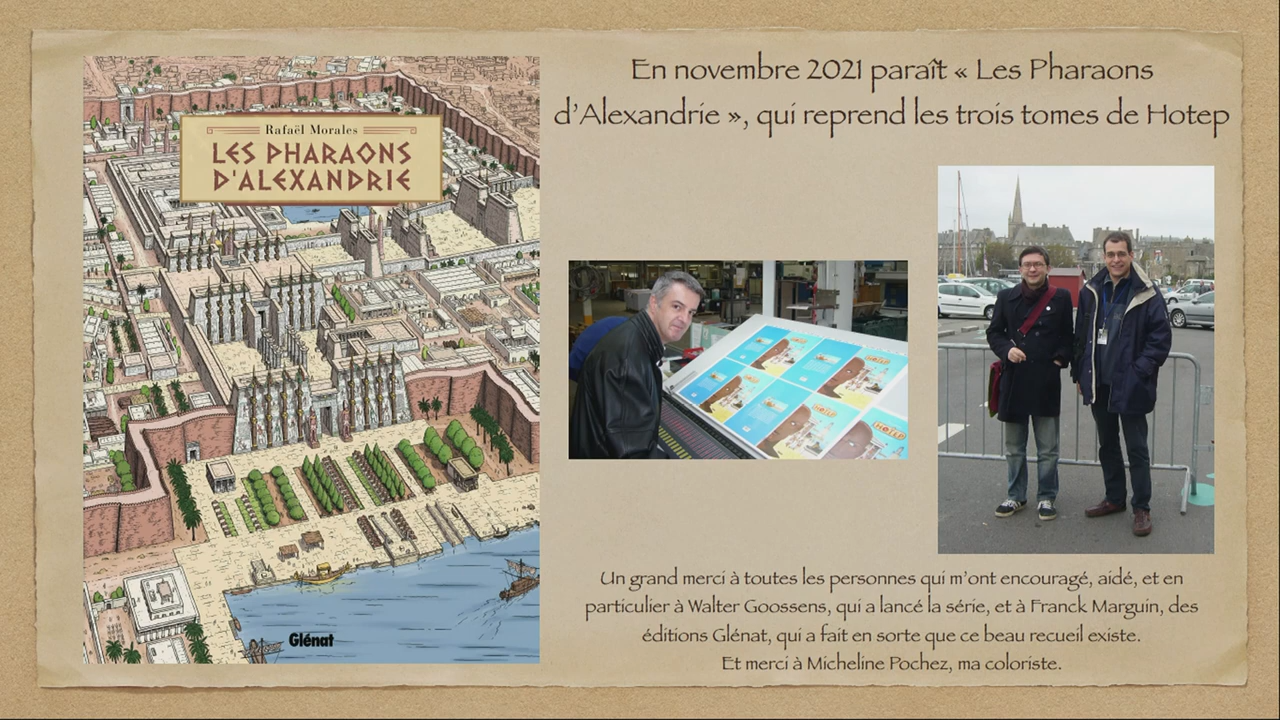 En novembre 2021 paraît « Les Pharaons
d’Alexandrie », qui reprend les trois tomes de Hotep
Rafaël Morales
LES PHARAONS
D'ALEXANDRIE
Glénat
HOTEP
HOTEP
HOTEP
Un grand merci à toutes les personnes qui m’ont encouragé, aidé, et en
particulier à Walter Goossens, qui a lancé la série, et à Franck Marguin, des
éditions Glénat, qui a fait en sorte que ce beau recueil existe.
Et merci à Micheline Pochez, ma coloriste.